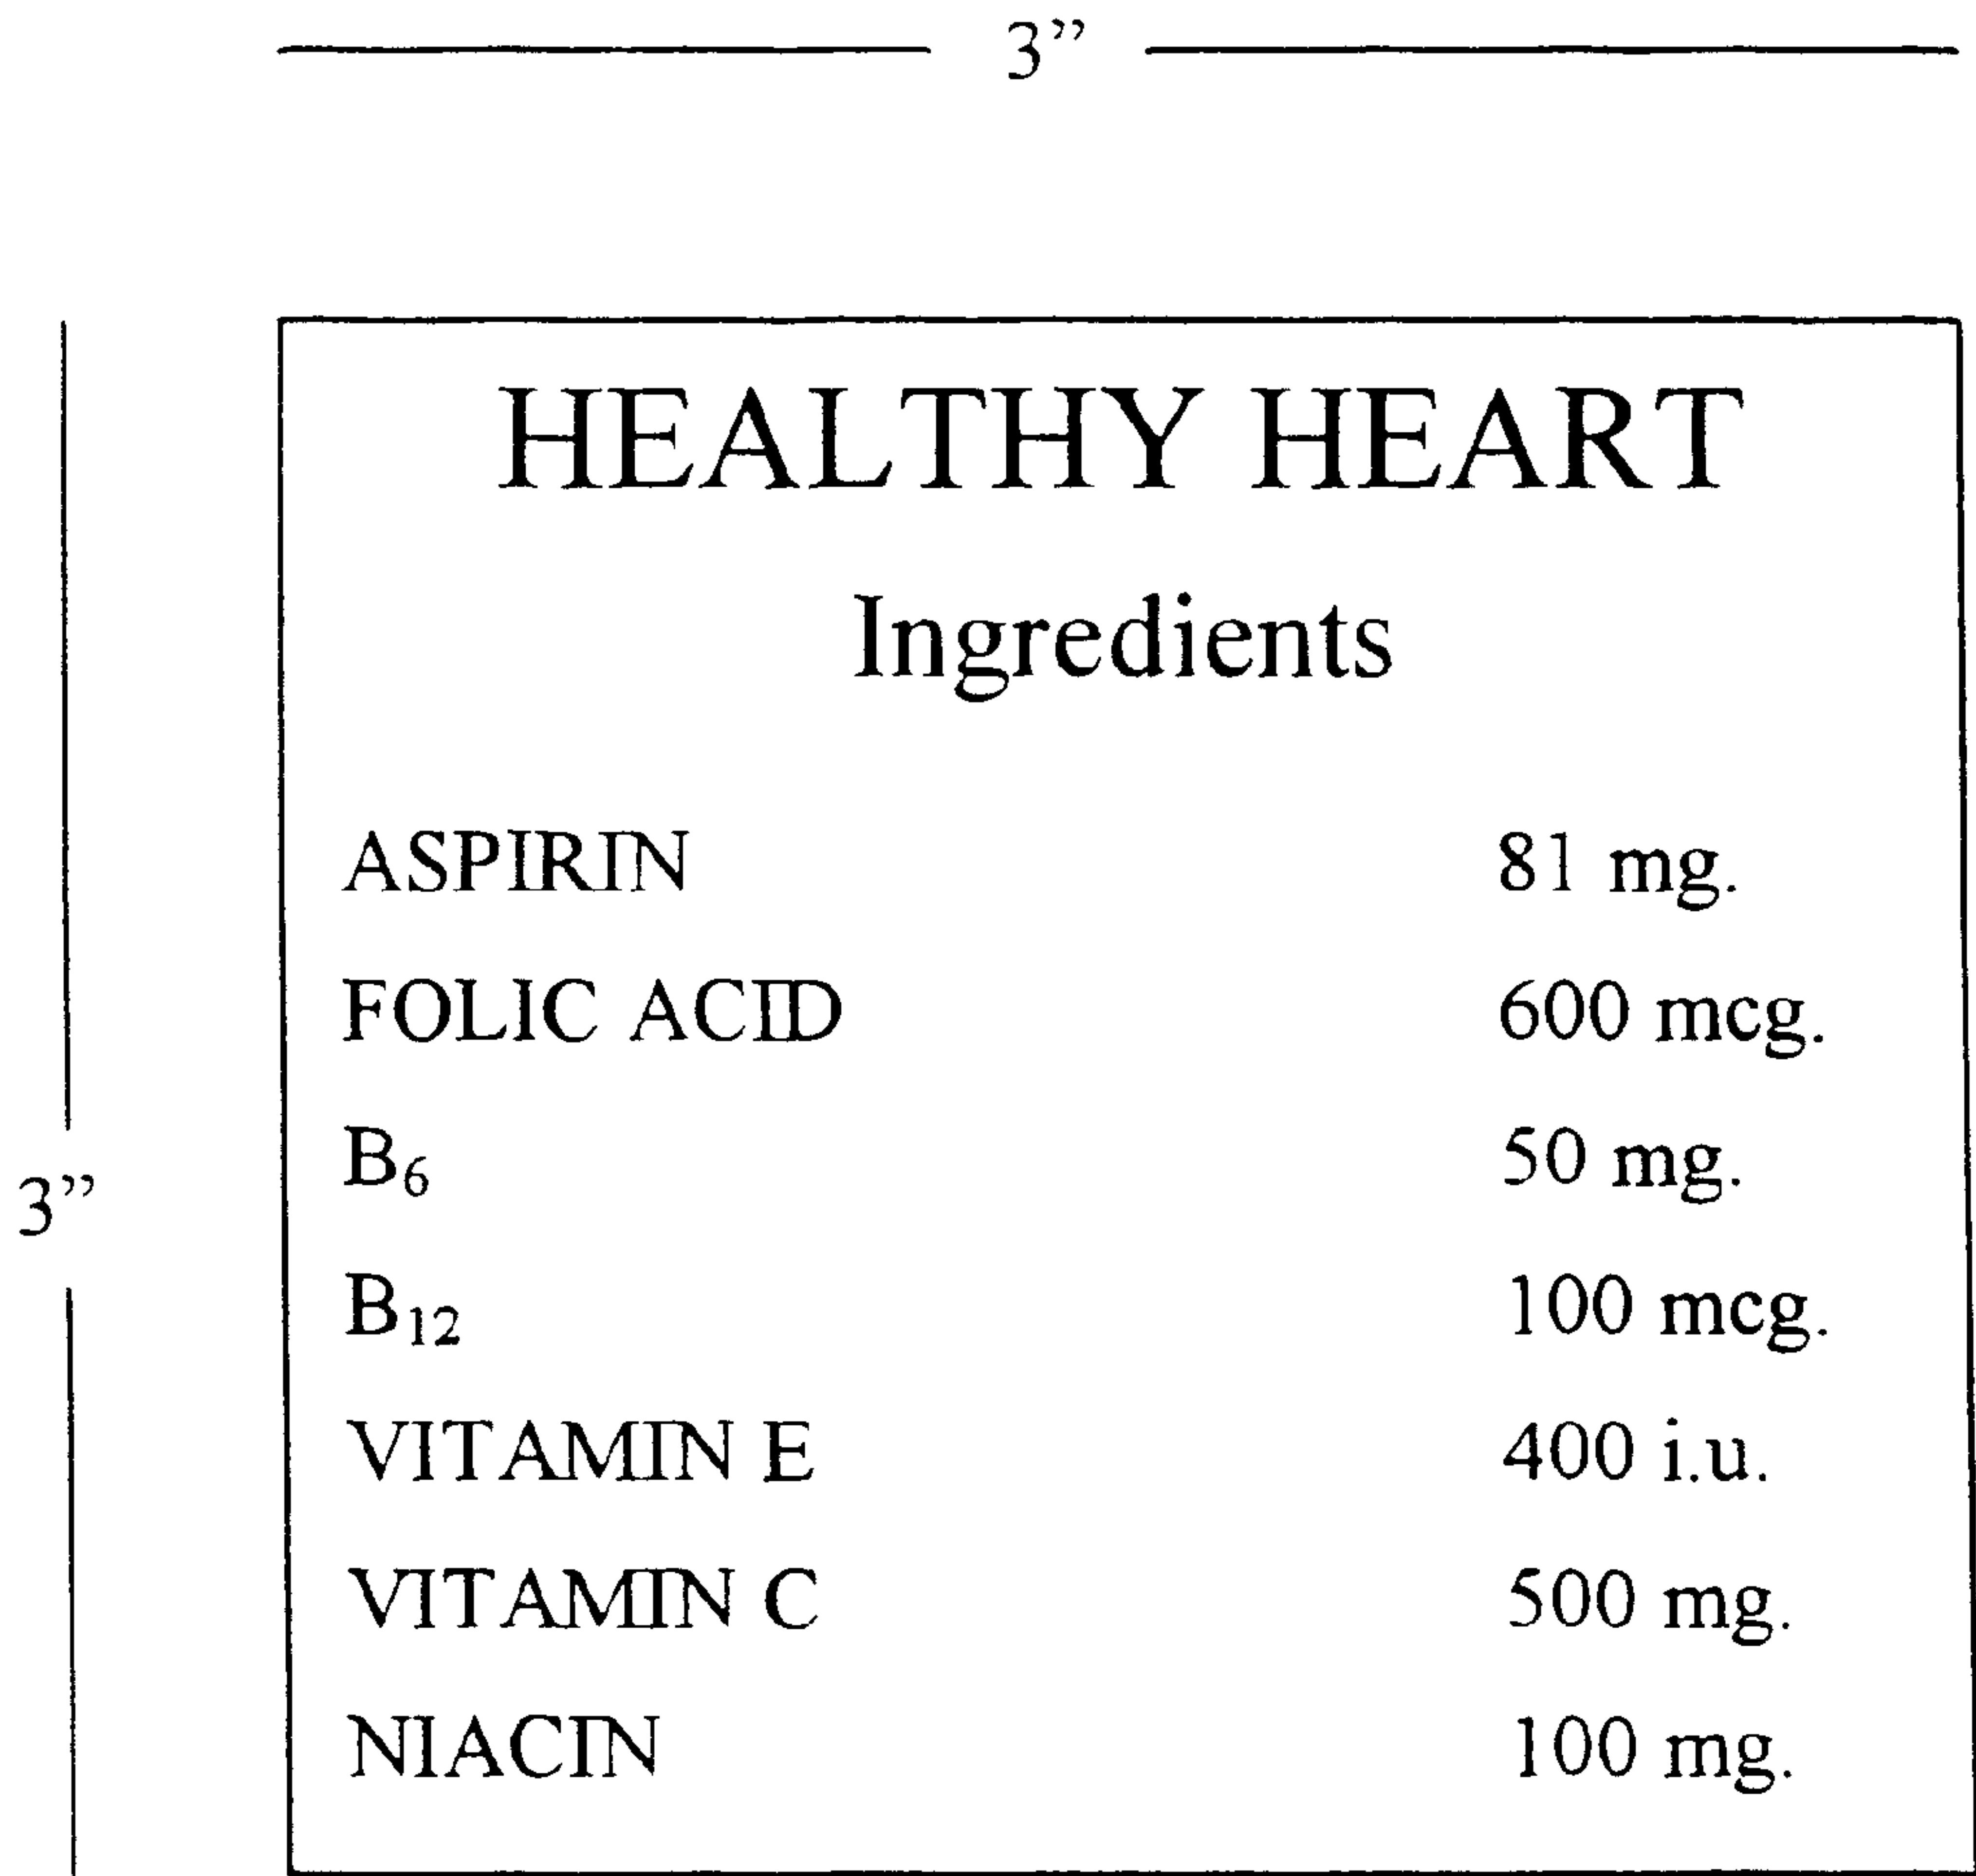 3”
HEALTHY HEART
Ingredients
ASPIRIN 81 mg.
FOLIC ACID 600 mcg.
B₆ 50 mg.
3”
B₁₂ 100 mcg.
VITAMIN E 400 i.u.
VITAMIN C 500 mg.
NIACIN 100 mg.